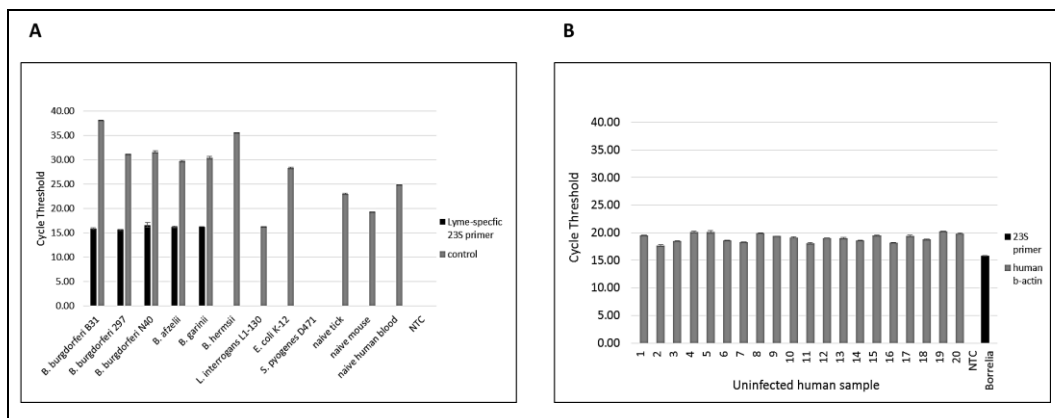 A
Cycle Threshold
40.00
35.00
30.00
25.00
20.00
15.00
10.00
5.00
0.00
B. burgdorferi B31
B. burgdorferi 297
B. burgdorferi N40
B. afzelii
B. garinii
B. hermsii
L. interrogans L1-130
E. coli K-12
S. pyogenes D471
naive tick
naive mouse
naive human blood
NTC
Lyme-specfic
23S primer
control
B
Cycle Threshold
40.00
35.00
30.00
25.00
20.00
15.00
10.00
5.00
0.00
1 2 3 4 5 6 7 8 9 10 11 12 13 14 15 16 17 18 19 20 NTC Borrelia
Uninfected human sample
23S
primer
human
b-actin